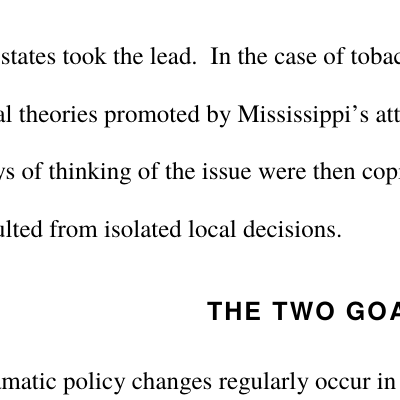 states took the lead.  In the case of tobac
al theories promoted by Mississippi's att
ys of thinking of the issue were then cop
ulted from isolated local decisions.
THE TWO GOA
amatic policy changes regularly occur in